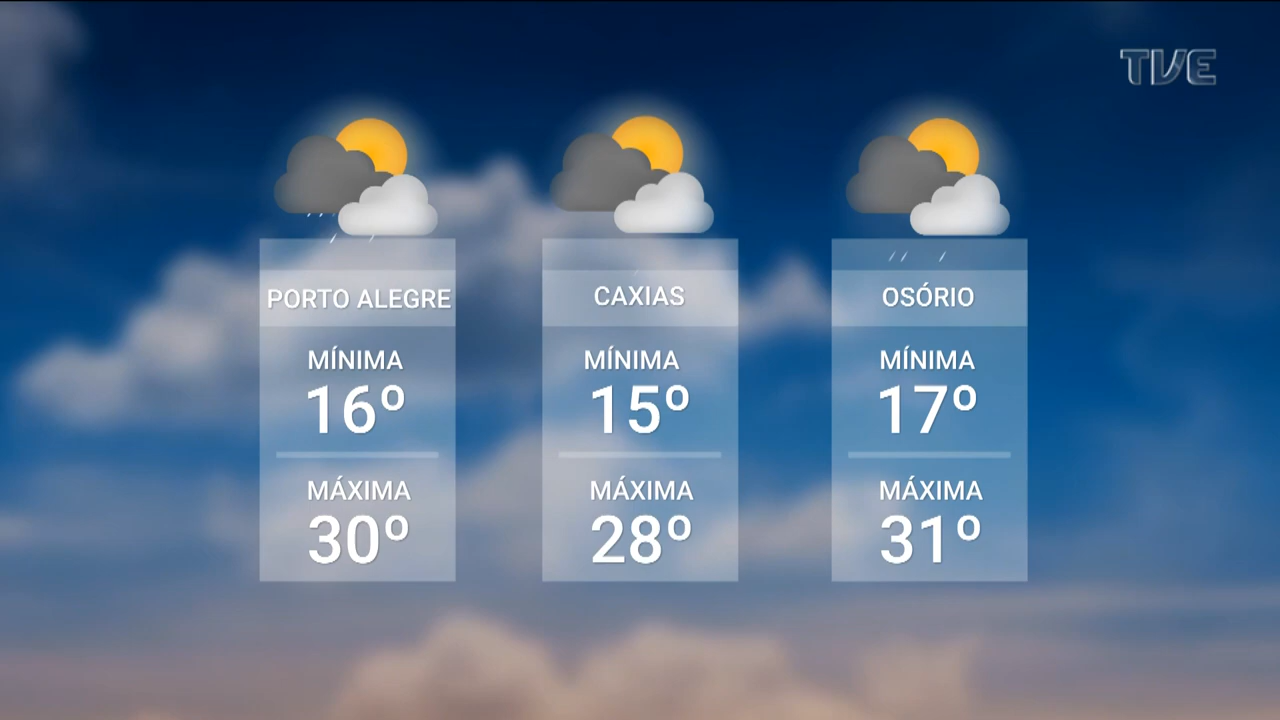 TVE
PORTO ALEGRE
MÍNIMA
16º
MÁXIMA
30º
CAXIAS
MÍNIMA
15º
MÁXIMA
28º
OSÓRIO
MÍNIMA
17º
MÁXIMA
31º